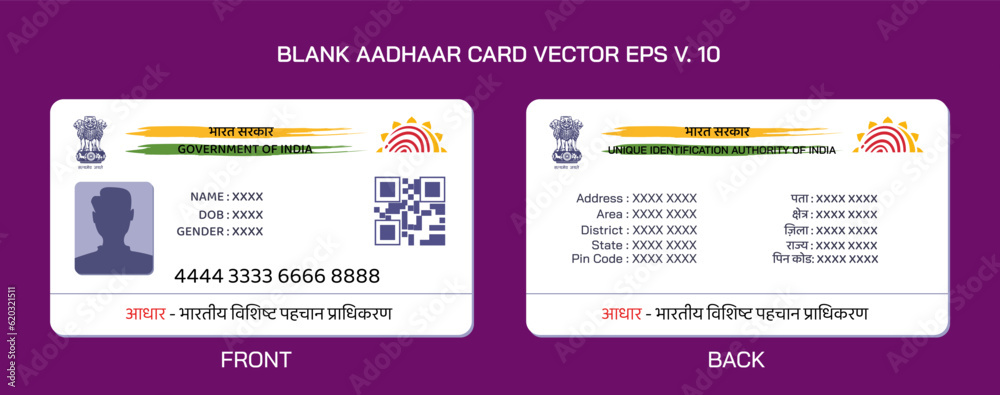 BLANK AADHAAR CARD VECTOR EPS V. 10
भारत सरकार
GOVERNMENT OF INDIA
सत्यमेव जयते
NAME : XXXX
DOB : XXXX
GENDER : XXXX
4444 3333 6666 8888
आधार - भारतीय विशिष्ट पहचान प्राधिकरण
FRONT
भारत सरकार
UNIQUE IDENTIFICATION AUTHORITY OF INDIA
सत्यमेव जयते
Address : XXXX XXXX
Area : XXXX XXXX
District : XXXX XXXX
State : XXXX XXXX
Pin Code : XXXX XXXX
पता : XXXX XXXX
क्षेत्र : XXXX XXXX
ज़िला : XXXX XXXX
राज्य : XXXX XXXX
पिन कोड: XXXX XXXX
आधार - भारतीय विशिष्ट पहचान प्राधिकरण
BACK
Adobe Stock | #620321511